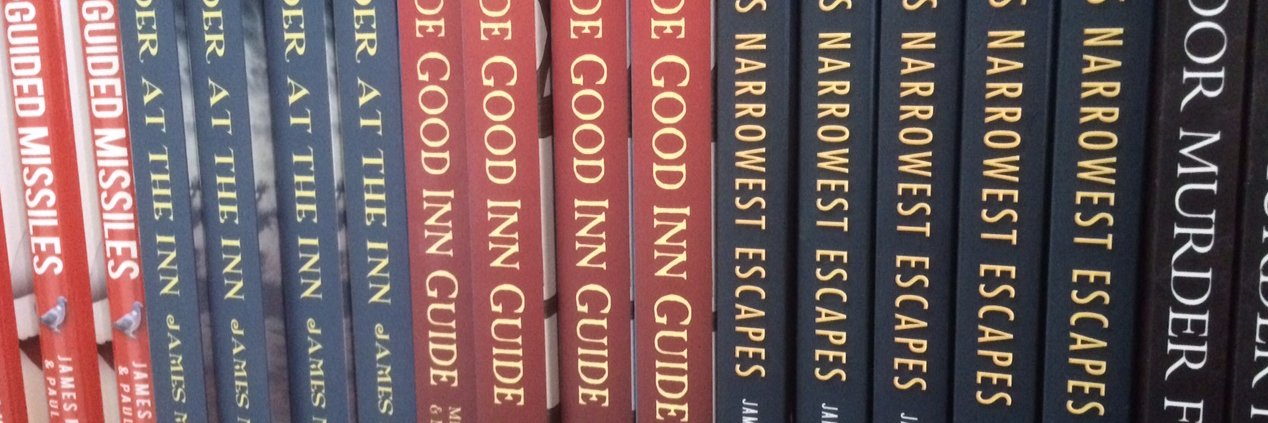 GUIDED MISSILES JAMES & PAUL
GUIDED MISSILES JAMES & PAUL
DER AT THE INN JAMES
DER AT THE INN JAMES
DER AT THE INN JAMES
DER AT THE INN JAMES
DE GOOD INN GUIDE
DE GOOD INN GUIDE
DE GOOD INN GUIDE
DE GOOD INN GUIDE
S NARROWEST ESCAPES JAM
S NARROWEST ESCAPES JA
S NARROWEST ESCAPES J
S NARROWEST ESCAPES
S NARROWEST ESCAPES
DOOR MURDER F